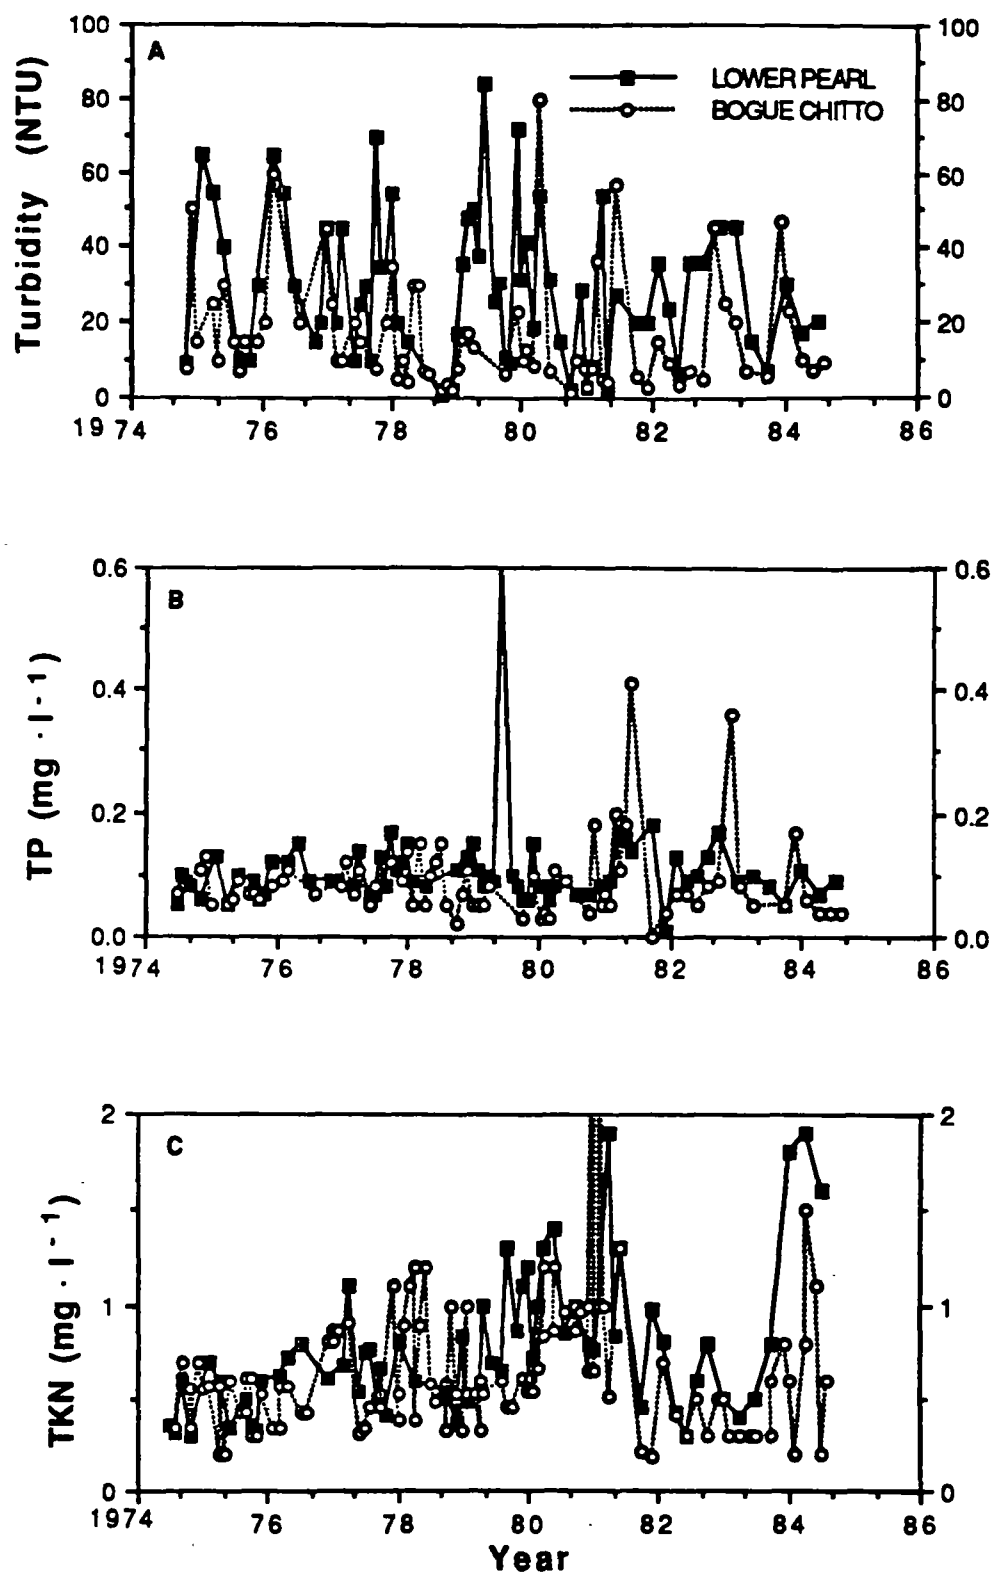 A
LOWER PEARL
BOGUE CHITTO
Turbidity (NTU)
100 100
80 80
60 60
40 40
20 20
0 0
1974 76 78 80 82 84 86
B
TP (mg · l-1)
0.6 0.6
0.4 0.4
0.2 0.2
0.0 0.0
1974 76 78 80 82 84 86
C
TKN (mg · l-1)
2 2
1 1
0 0
1974 76 78 80 82 84 86
Year